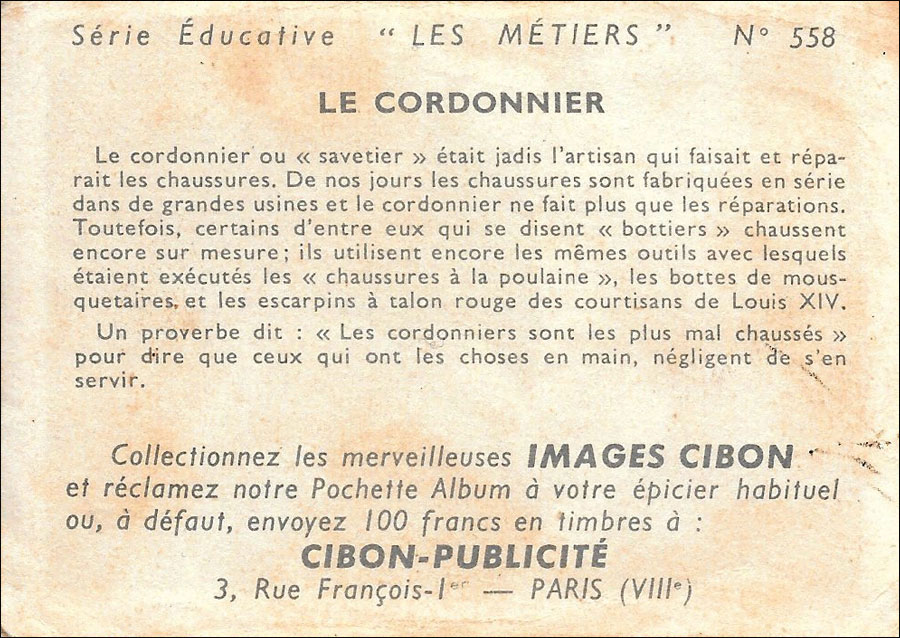 Série Éducative “ LES MÉTIERS ” N° 558
LE CORDONNIER
Le cordonnier ou « savetier » était jadis l'artisan qui faisait et répa-
rait les chaussures. De nos jours les chaussures sont fabriquées en série
dans de grandes usines et le cordonnier ne fait plus que les réparations.
Toutefois, certains d'entre eux qui se disent « bottiers » chaussent
encore sur mesure ; ils utilisent encore les mêmes outils avec lesquels
étaient exécutés les « chaussures à la poulaine », les bottes de mous-
quetaires, et les escarpins à talon rouge des courtisans de Louis XIV.
Un proverbe dit : « Les cordonniers sont les plus mal chaussés »
pour dire que ceux qui ont les choses en main, négligent de s'en
servir.
Collectionnez les merveilleuses IMAGES CIBON
et réclamez notre Pochette Album à votre épicier habituel
ou, à défaut, envoyez 100 francs en timbres à :
CIBON-PUBLICITÉ
3, Rue François-Ier — PARIS (VIIIe)